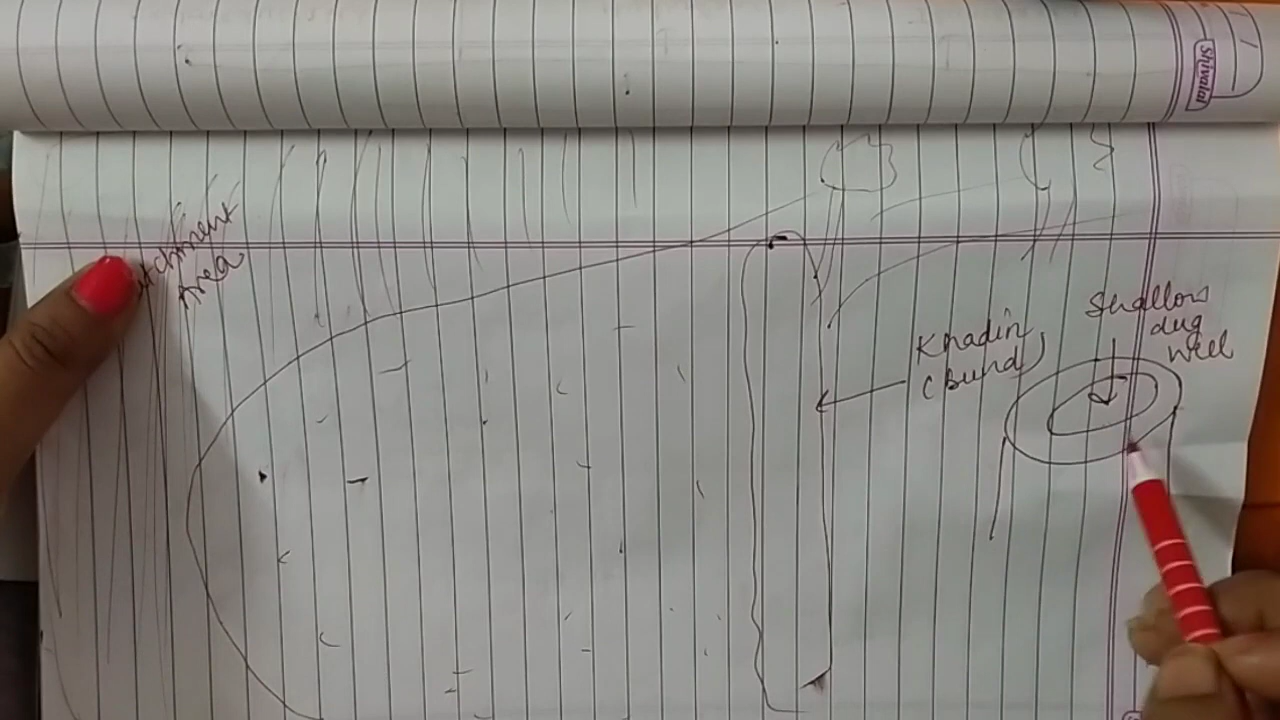 Shivalal
catchment
Area
Khadin
(Bund)
Shallow
dug
well